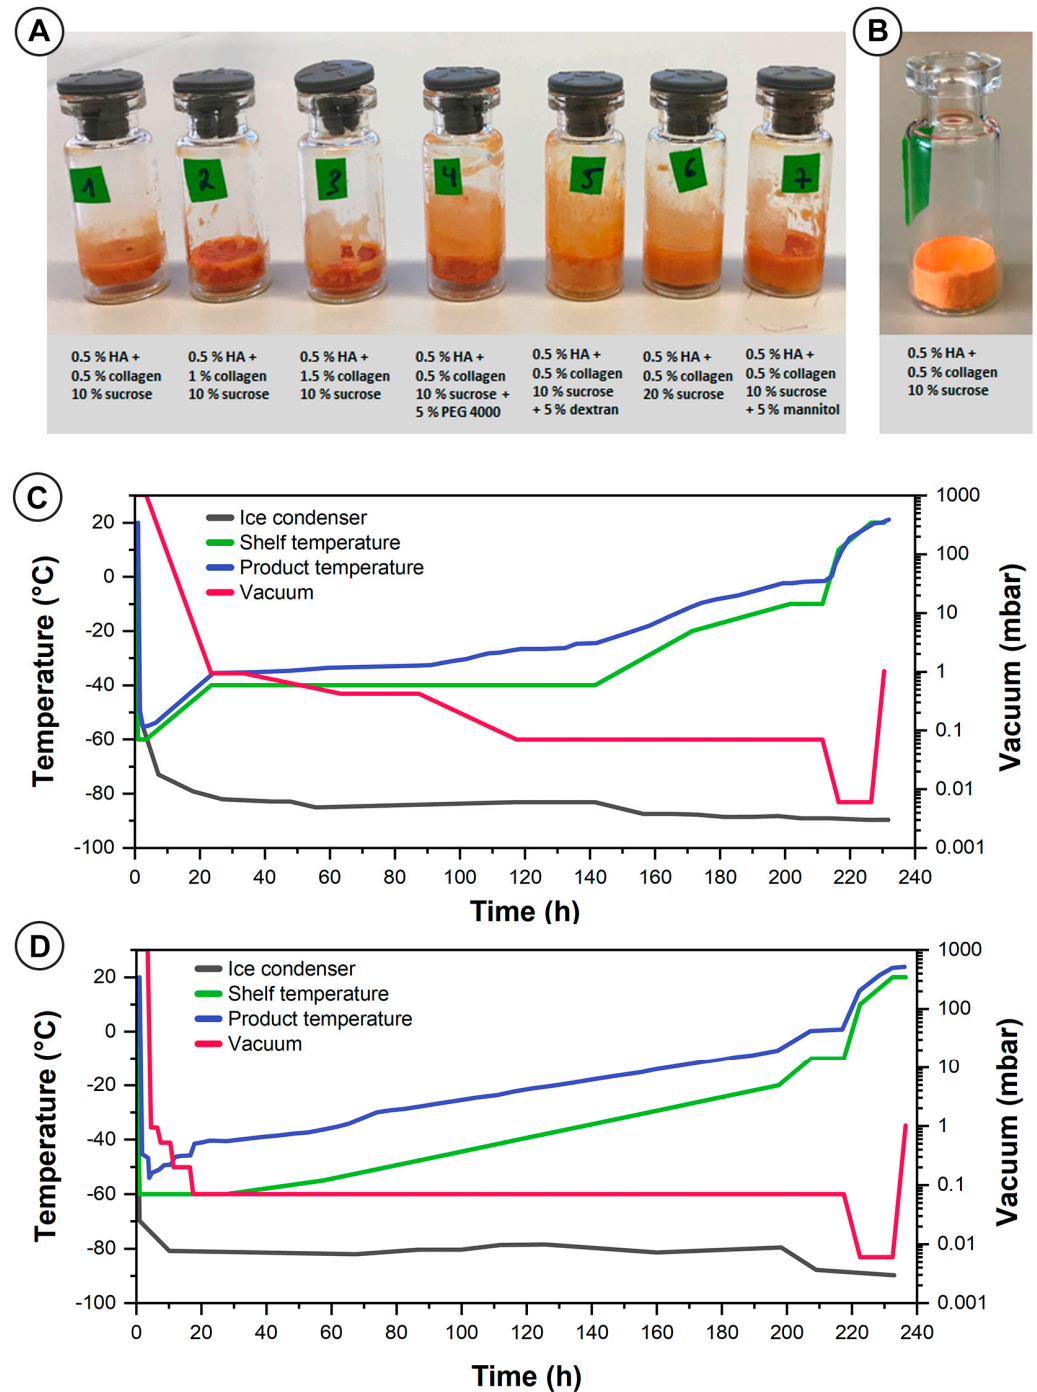 A
B
1
2
3
4
5
6
7
0.5 % HA +
0.5 % collagen
10 % sucrose
0.5 % HA +
1 % collagen
10 % sucrose
0.5 % HA +
1.5 % collagen
10 % sucrose
0.5 % HA +
0.5 % collagen
10 % sucrose +
5 % PEG 4000
0.5 % HA +
0.5 % collagen
10 % sucrose
+ 5 % dextran
0.5 % HA +
0.5 % collagen
20 % sucrose
0.5 % HA +
0.5 % collagen
10 % sucrose
+ 5 % mannitol
0.5 % HA +
0.5 % collagen
10 % sucrose
C
Temperature (°C)
20
0
-20
-40
-60
-80
-100
Ice condenser
Shelf temperature
Product temperature
Vacuum
1000
100
10
1
0.1
0.01
0.001
Vacuum (mbar)
0 20 40 60 80 100 120 140 160 180 200 220 240
Time (h)
D
Temperature (°C)
20
0
-20
-40
-60
-80
-100
Ice condenser
Shelf temperature
Product temperature
Vacuum
1000
100
10
1
0.1
0.01
0.001
Vacuum (mbar)
0 20 40 60 80 100 120 140 160 180 200 220 240
Time (h)